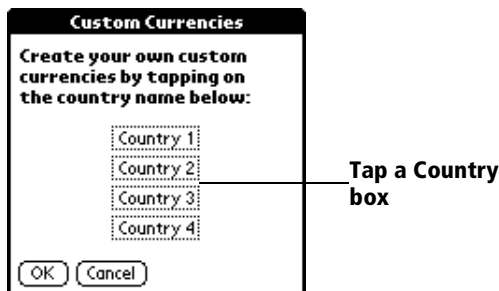 Custom Currencies
Create your own custom
currencies by tapping on
the country name below:
Country 1
Country 2
Country 3
Country 4
Tap a Country
box
OK Cancel